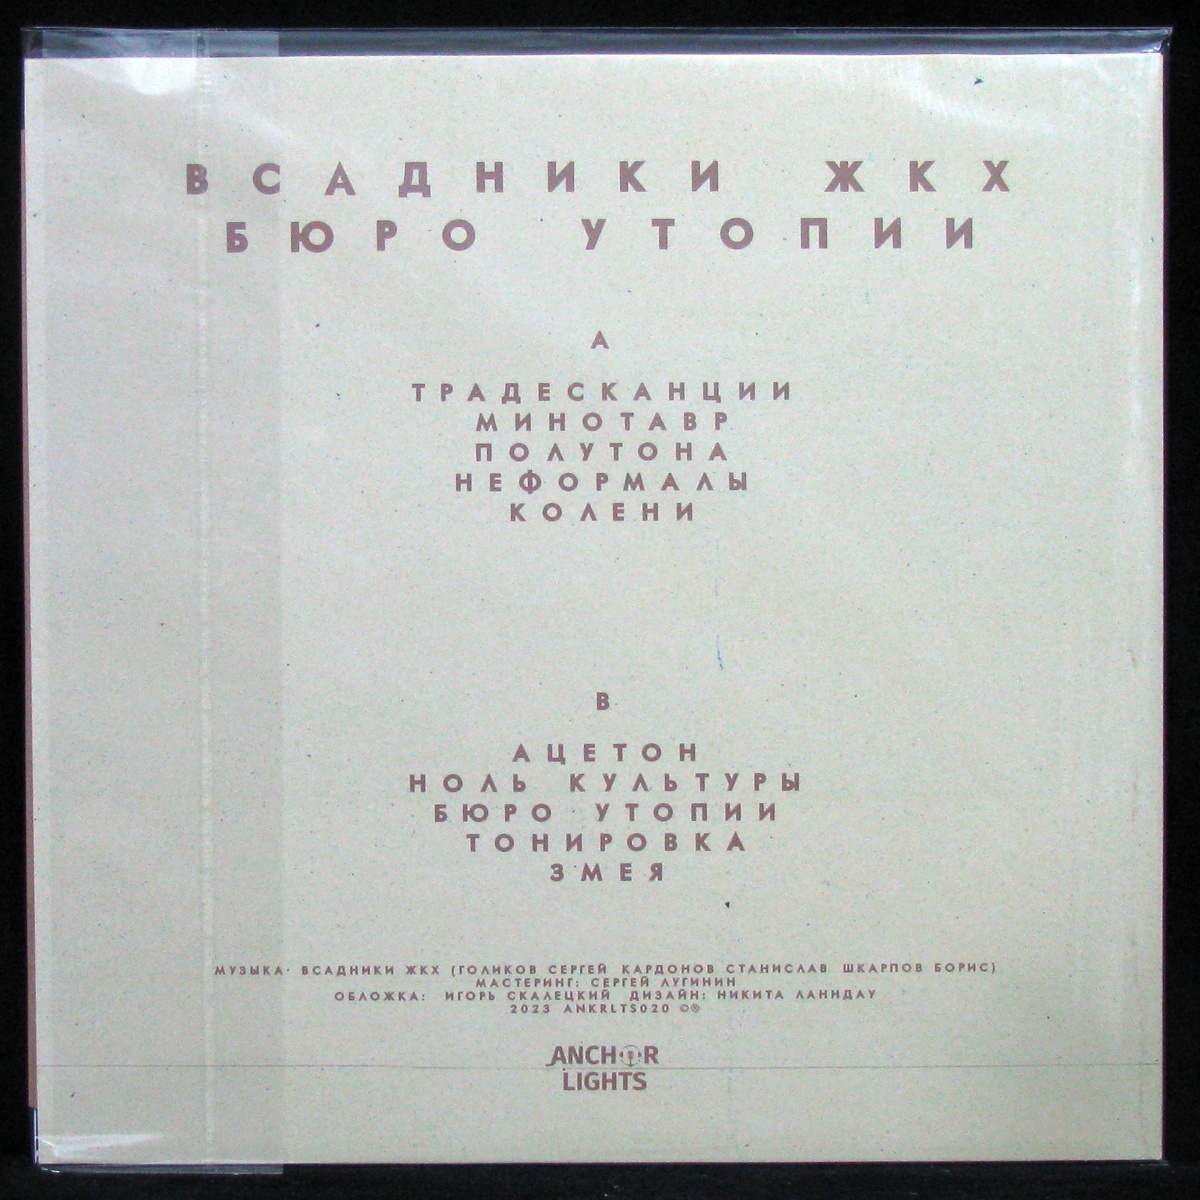 ВСАДНИКИ ЖКХ
БЮРО УТОПИИ
А
ТРАДЕСКАНЦИИ
МИНОТАВР
ПОЛУТОНА
НЕФОРМАЛЫ
КОЛЕНИ
В
АЦЕТОН
НОЛЬ КУЛЬТУРЫ
БЮРО УТОПИИ
ТОНИРОВКА
ЗМЕЯ
МУЗЫКА: ВСАДНИКИ ЖКХ (ГОЛИКОВ СЕРГЕЙ КАРДОНОВ СТАНИСЛАВ ШКАРПОВ БОРИС)
МАСТЕРИНГ: СЕРГЕЙ ЛУГИНИН
ОБЛОЖКА: ИГОРЬ СКАЛЕЦКИЙ ДИЗАЙН: НИКИТА ЛАННДАУ
2023 ANKRLTS020 ©®
ANCHOR
LIGHTS